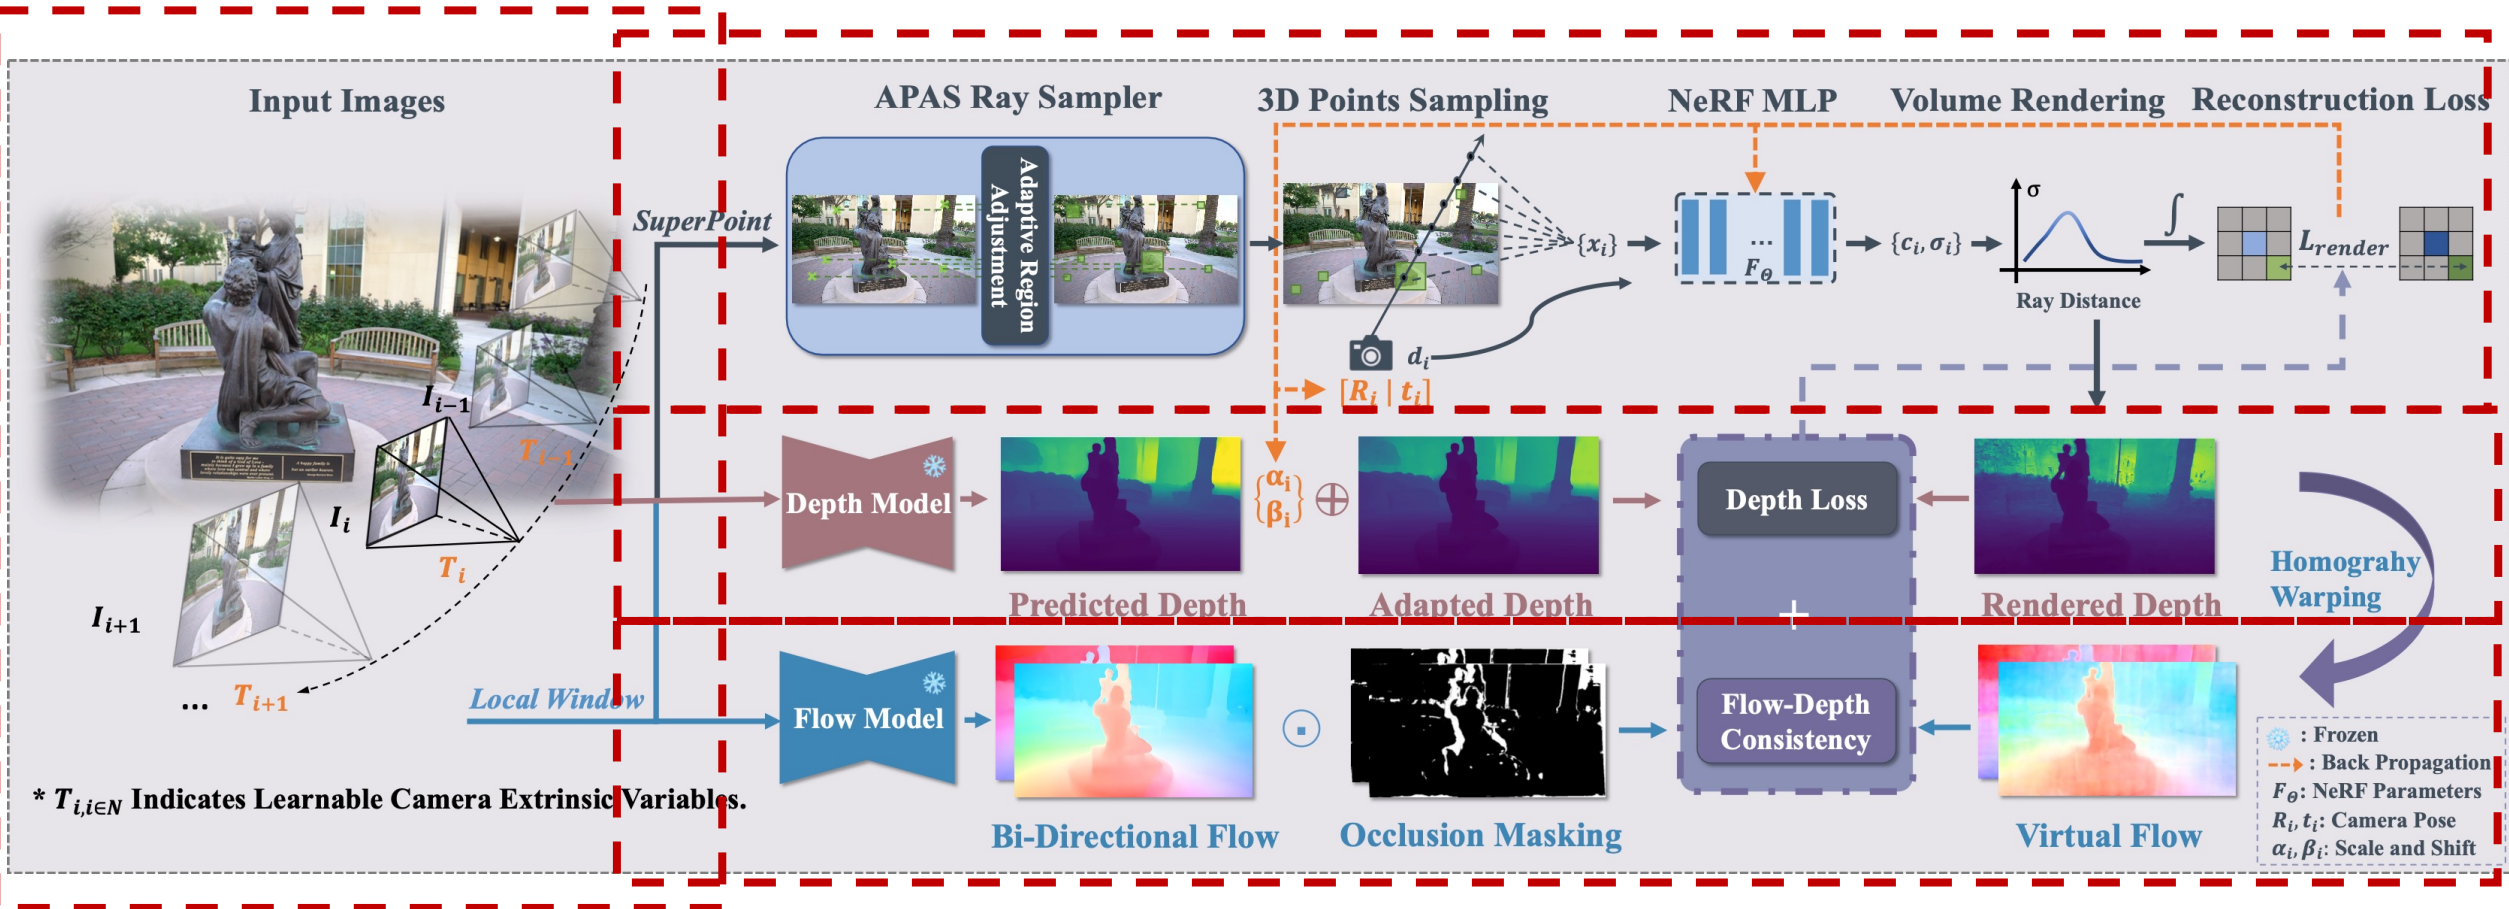 Input Images
APAS Ray Sampler
3D Points Sampling
NeRF MLP
Volume Rendering
Reconstruction Loss
SuperPoint
Adaptive Region
Adjustment
{x_i}
... F_Θ
{c_i, σ_i}
σ
∫
L_render
Ray Distance
d_i
[R_i | t_i]
I_{i-1}
T_{i-1}
I_i
T_i
I_{i+1}
... T_{i+1}
Depth Model
Predicted Depth
{α_i
β_i}
Adapted Depth
Depth Loss
+
Rendered Depth
Homograhy
Warping
Local Window
Flow Model
Bi-Directional Flow
Occlusion Masking
Flow-Depth
Consistency
Virtual Flow
* T_{i,i∈N} Indicates Learnable Camera Extrinsic Variables.
: Frozen
: Back Propagation
F_Θ: NeRF Parameters
R_i, t_i: Camera Pose
α_i, β_i: Scale and Shift